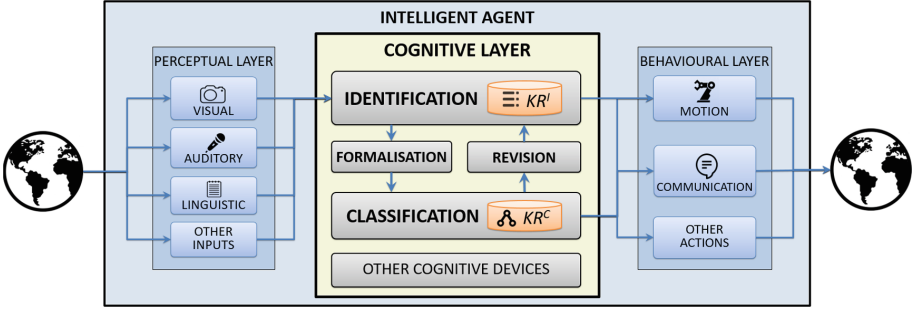 INTELLIGENT AGENT
PERCEPTUAL LAYER
VISUAL
AUDITORY
LINGUISTIC
OTHER
INPUTS
COGNITIVE LAYER
IDENTIFICATION
KR^I
FORMALISATION
REVISION
CLASSIFICATION
KR^C
OTHER COGNITIVE DEVICES
BEHAVIOURAL LAYER
MOTION
COMMUNICATION
OTHER
ACTIONS